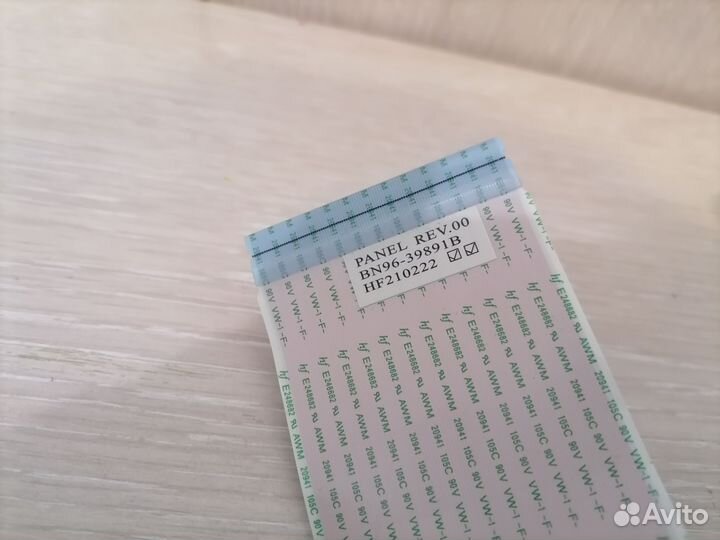 PANEL REV.00
BN96-39891B
HF210222
hf E248682 AWM 20941 105C 90V VW-1 -F-
Avito